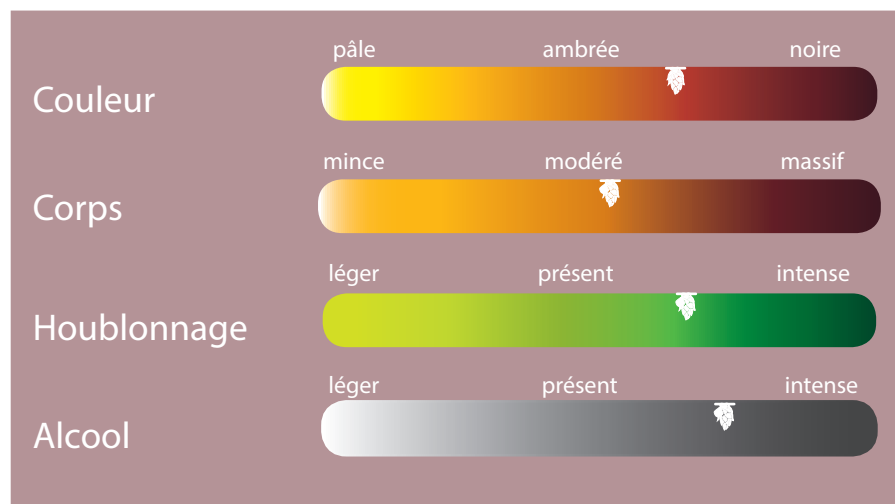 pâle ambrée noire
Couleur
mince modéré massif
Corps
léger présent intense
Houblonnage
léger présent intense
Alcool